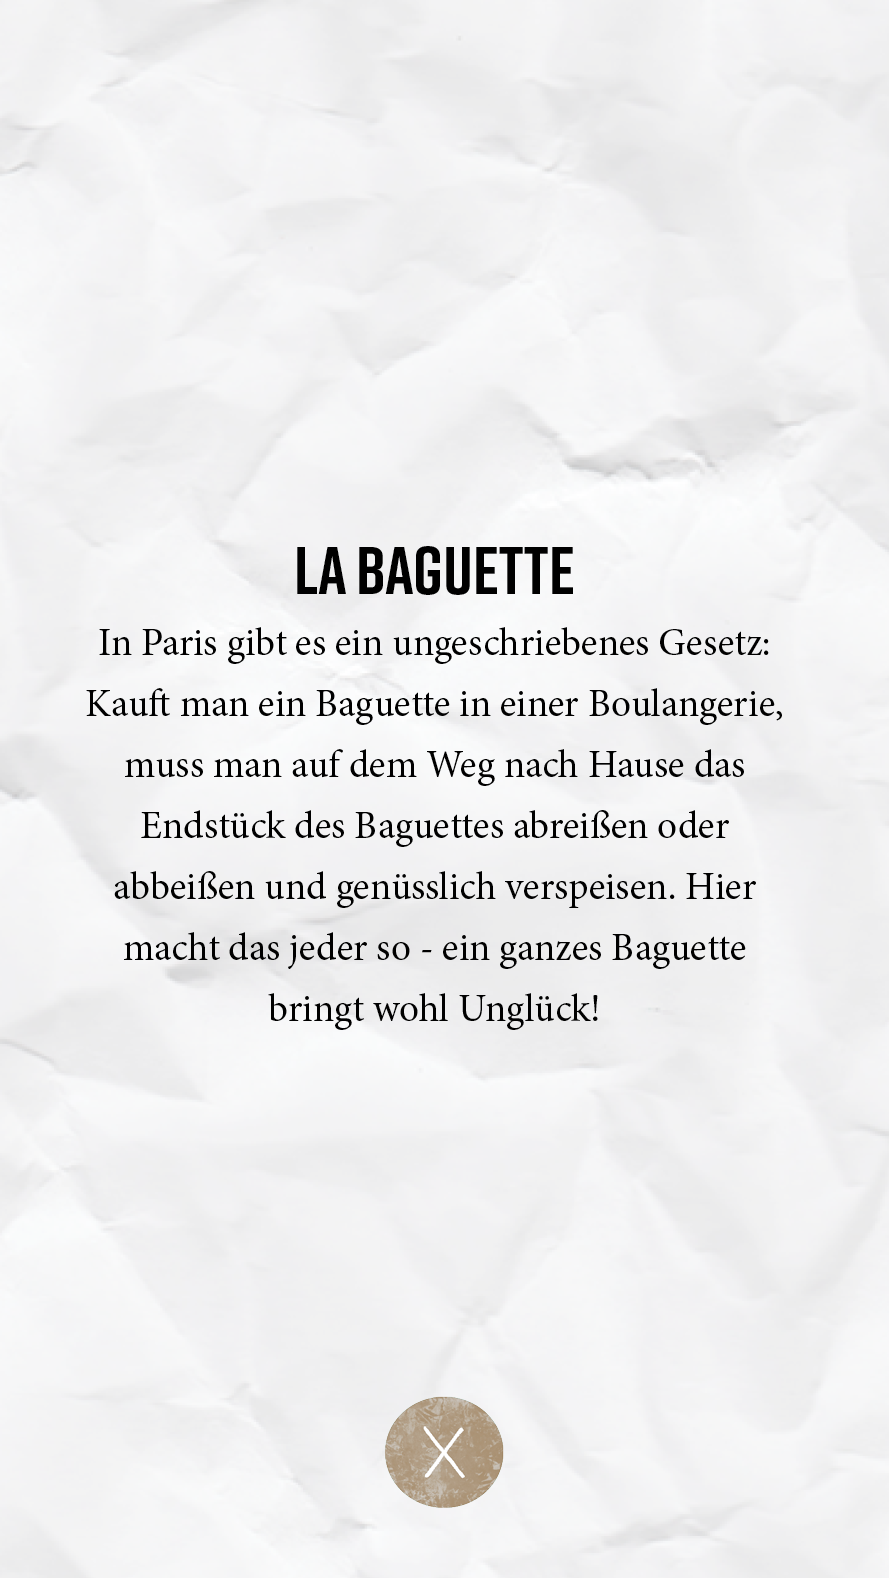 LA BAGUETTE
In Paris gibt es ein ungeschriebenes Gesetz:
Kauft man ein Baguette in einer Boulangerie,
muss man auf dem Weg nach Hause das
Endstück des Baguettes abreißen oder
abbeißen und genüsslich verspeisen. Hier
macht das jeder so - ein ganzes Baguette
bringt wohl Unglück!
X